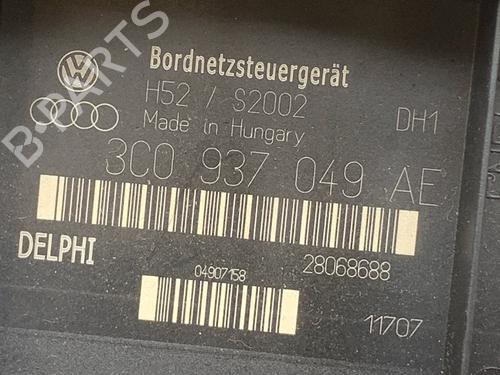 Bordnetzsteuergerät
H52 / S2002 DH1
Made in Hungary
3C0 937 049 AE
DELPHI 28068688
04907158
11707
B-PARTS